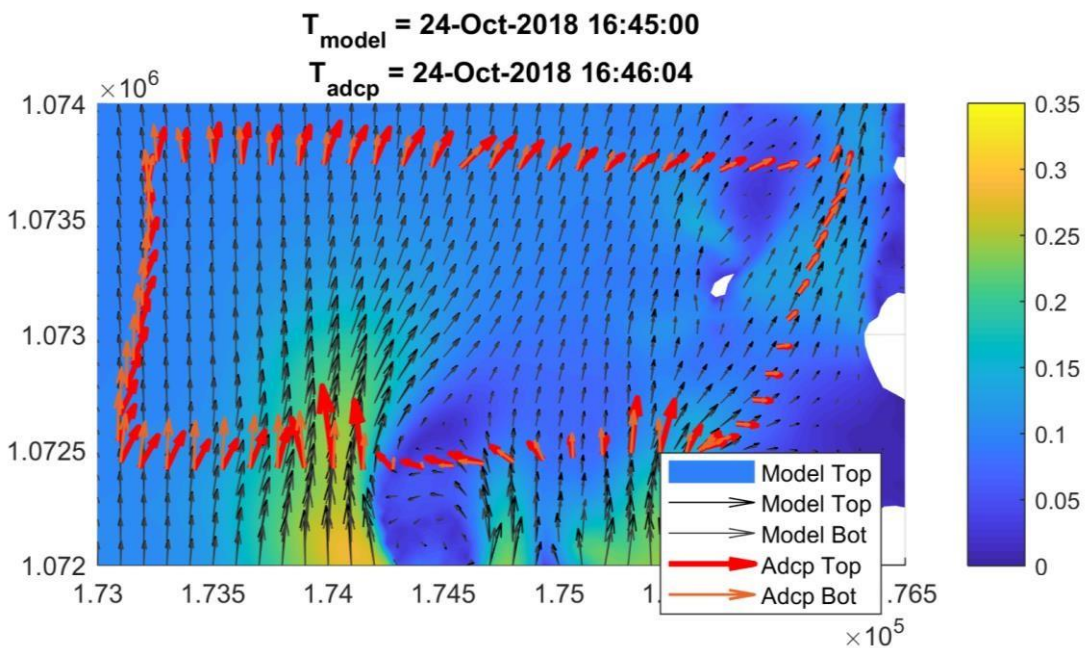 T_model = 24-Oct-2018 16:45:00
T_adcp = 24-Oct-2018 16:46:04
×10^6
1.074
1.0735
1.073
1.0725
1.072
1.73 1.735 1.74 1.745 1.75 1. .765
×10^5
0.35
0.3
0.25
0.2
0.15
0.1
0.05
0
Model Top
Model Top
Model Bot
Adcp Top
Adcp Bot